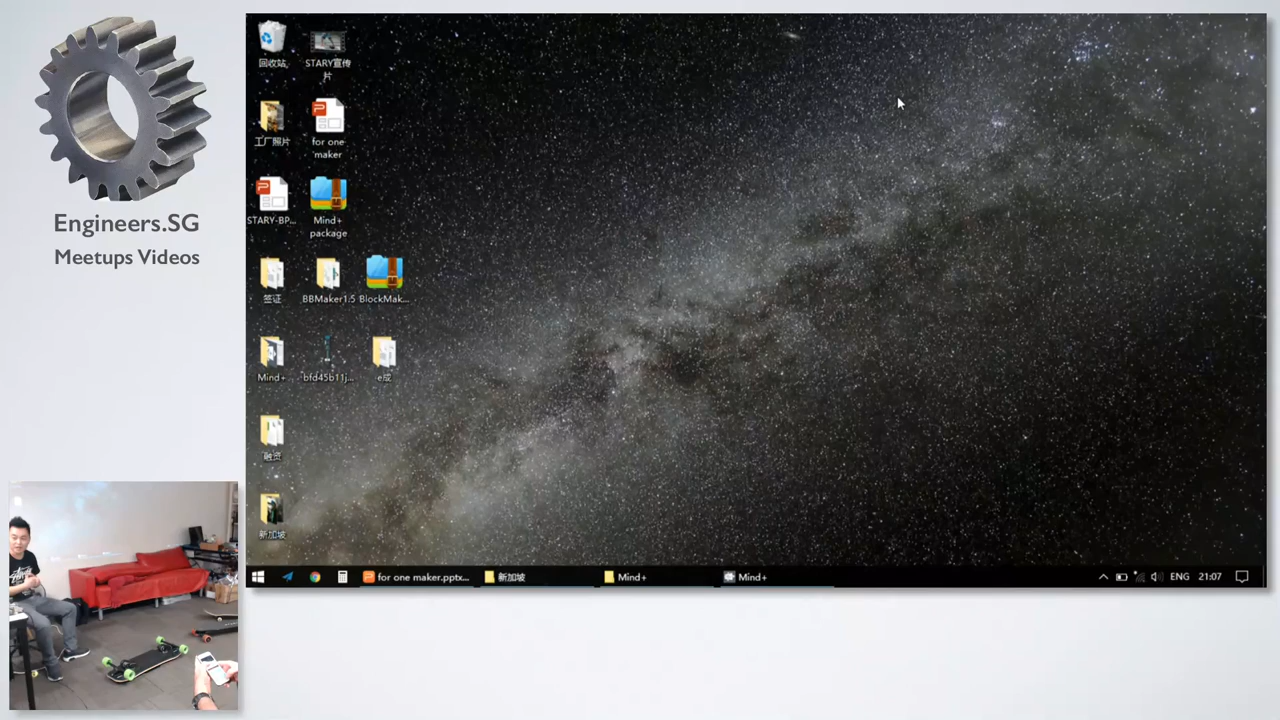 Engineers.SG
Meetups Videos
回收站
STARY宣传
片
工厂照片
for one
maker
STARY-BP...
Mind+
package
签证
BBMaker1.5
BlockMak...
Mind+
bfd45b11j...
e成
融资
新加坡
for one maker.pptx...
新加坡
Mind+
Mind+
ENG
21:07